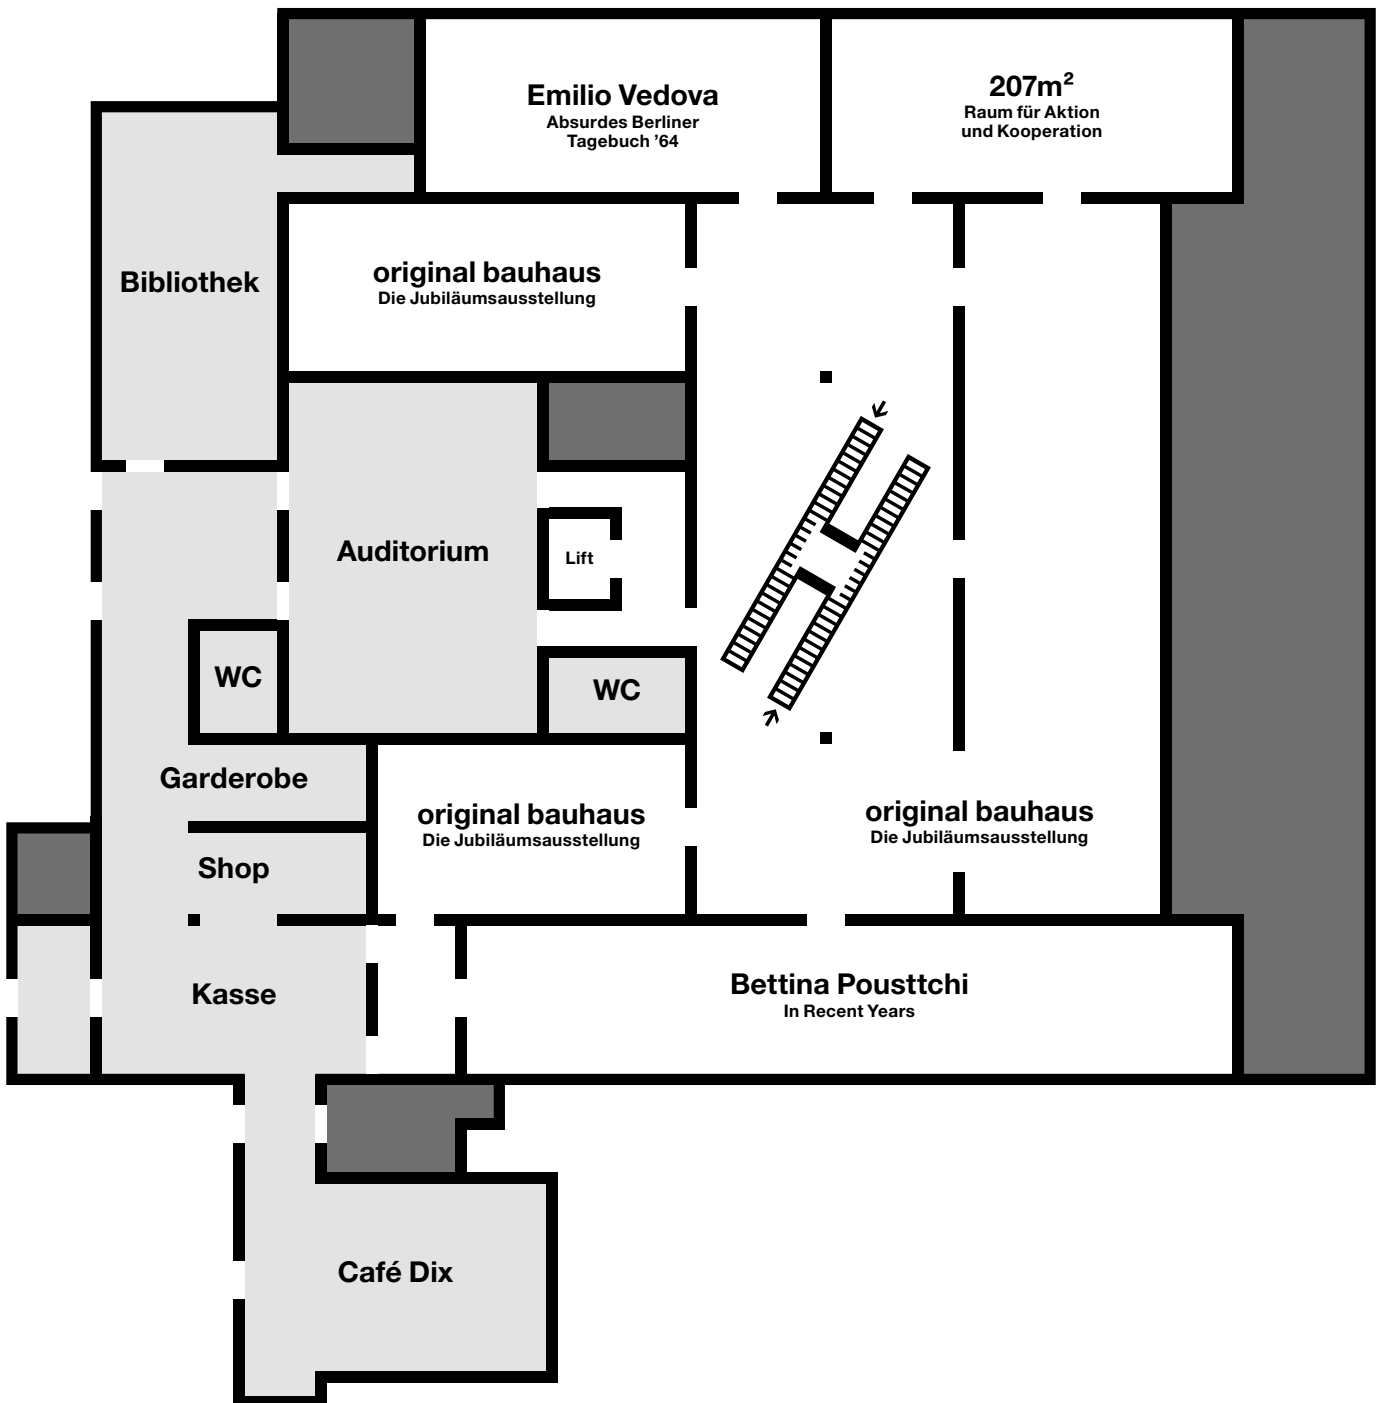 Emilio Vedova
Absurdes Berliner
Tagebuch ’64
207m²
Raum für Aktion
und Kooperation
Bibliothek
original bauhaus
Die Jubiläumsausstellung
Auditorium
Lift
WC
WC
Garderobe
original bauhaus
Die Jubiläumsausstellung
original bauhaus
Die Jubiläumsausstellung
Shop
Kasse
Bettina Pousttchi
In Recent Years
Café Dix